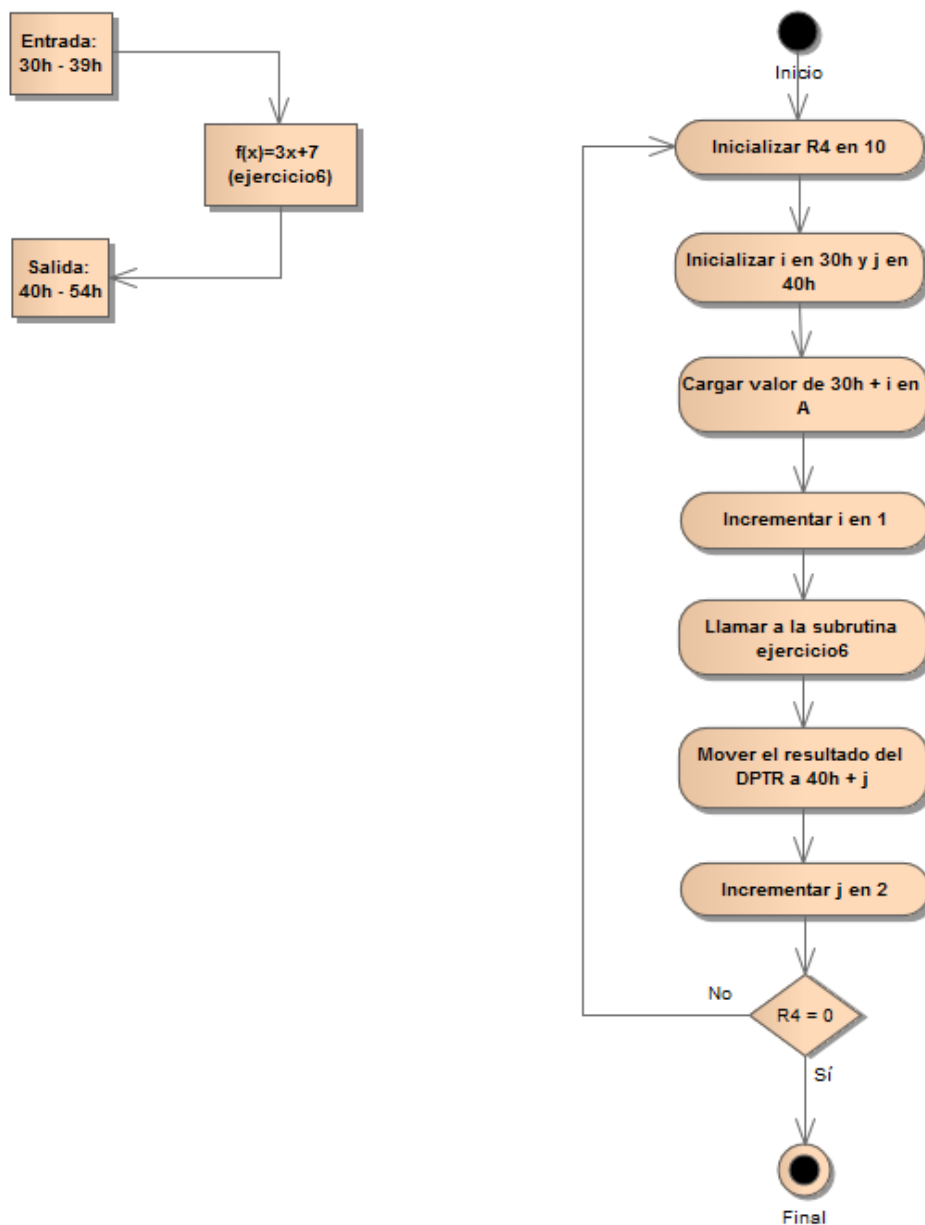 Entrada:
30h - 39h
f(x)=3x+7
(ejercicio6)
Salida:
40h - 54h
Inicio
Inicializar R4 en 10
Inicializar i en 30h y j en
40h
Cargar valor de 30h + i en
A
Incrementar i en 1
Llamar a la subrutina
ejercicio6
Mover el resultado del
DPTR a 40h + j
Incrementar j en 2
No
R4 = 0
Sí
Final